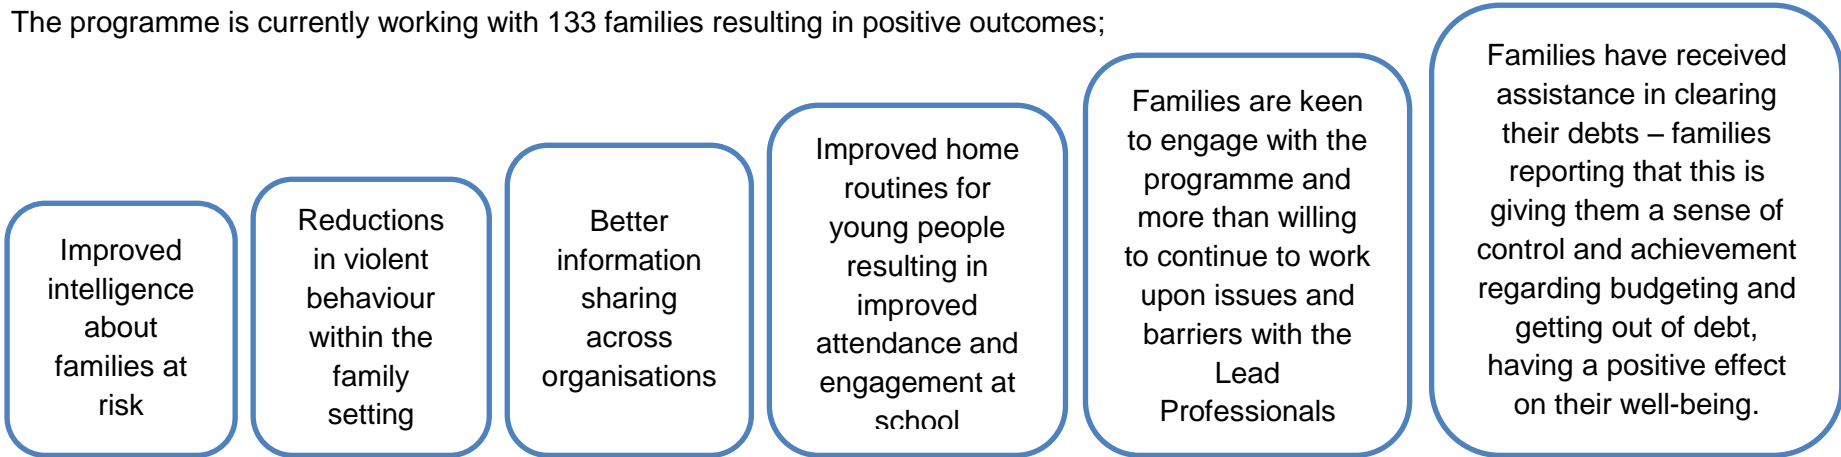 The programme is currently working with 133 families resulting in positive outcomes;
Improved
intelligence
about
families at
risk
Reductions
in violent
behaviour
within the
family
setting
Better
information
sharing
across
organisations
Improved home
routines for
young people
resulting in
improved
attendance and
engagement at
school
Families are keen
to engage with the
programme and
more than willing
to continue to work
upon issues and
barriers with the
Lead
Professionals
Families have received
assistance in clearing
their debts – families
reporting that this is
giving them a sense of
control and achievement
regarding budgeting and
getting out of debt,
having a positive effect
on their well-being.